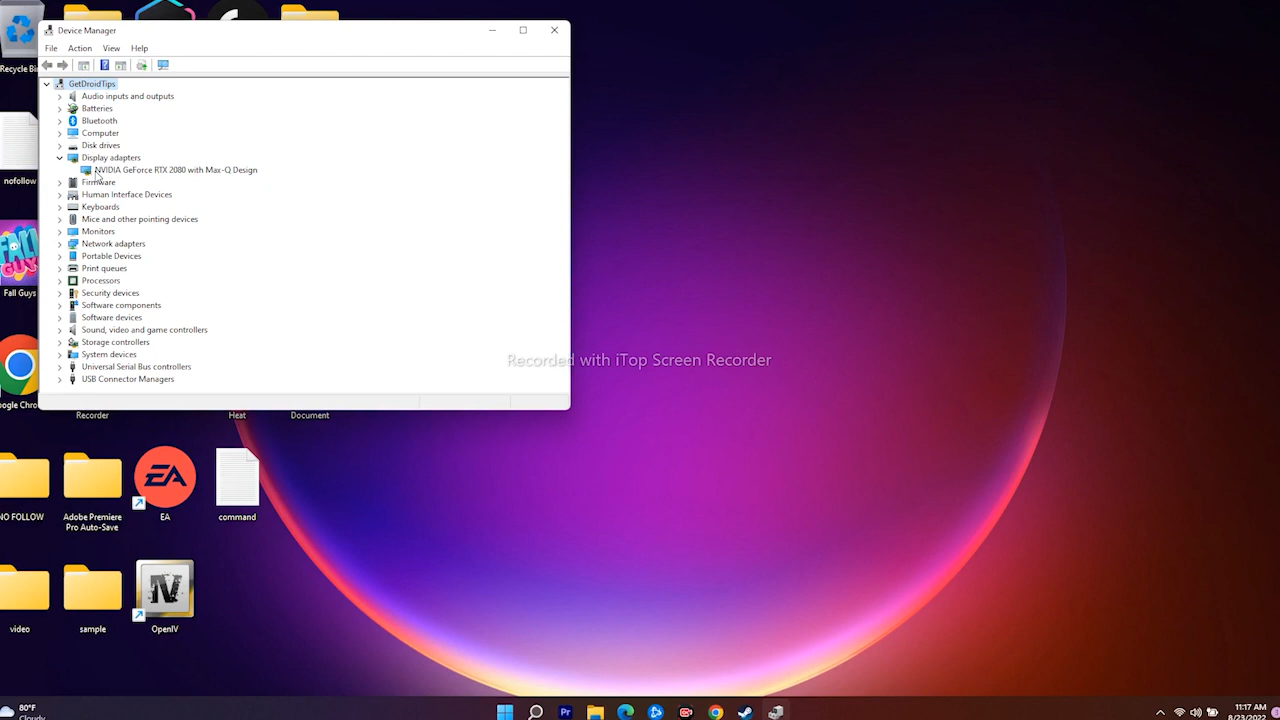 Device Manager
File Action View Help
GetDroidTips
Audio inputs and outputs
Batteries
Bluetooth
Computer
Disk drives
Display adapters
NVIDIA GeForce RTX 2080 with Max-Q Design
Firmware
Human Interface Devices
Keyboards
Mice and other pointing devices
Monitors
Network adapters
Portable Devices
Print queues
Processors
Security devices
Software components
Software devices
Sound, video and game controllers
Storage controllers
System devices
Universal Serial Bus controllers
USB Connector Managers
Recycle Bin
nofollow
Fall Guys
Recorder
Heat
Document
Recorded with iTop Screen Recorder
EA
NO FOLLOW
Adobe Premiere
Pro Auto-Save
EA
command
IV
video
sample
OpenIV
80°F
Cloudy
Pr
11:17 AM